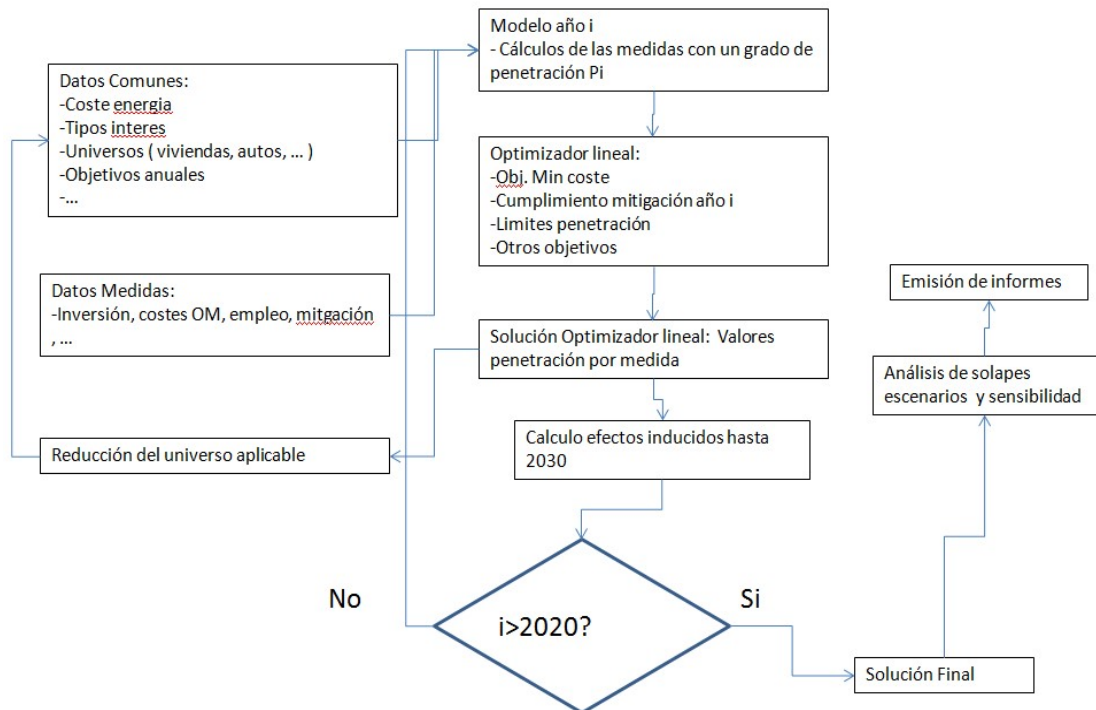 Modelo año i
- Cálculos de las medidas con un grado de
penetración Pi
Datos Comunes:
-Coste energia
-Tipos interes
-Universos ( viviendas, autos, ... )
-Objetivos anuales
-...
Optimizador lineal:
-Obj. Min coste
-Cumplimiento mitigación año i
-Limites penetración
-Otros objetivos
Datos Medidas:
-Inversión, costes OM, empleo, mitgación
, ...
Emisión de informes
Solución Optimizador lineal: Valores
penetración por medida
Análisis de solapes
escenarios y sensibilidad
Reducción del universo aplicable
Calculo efectos inducidos hasta
2030
No
Si
i>2020?
Solución Final